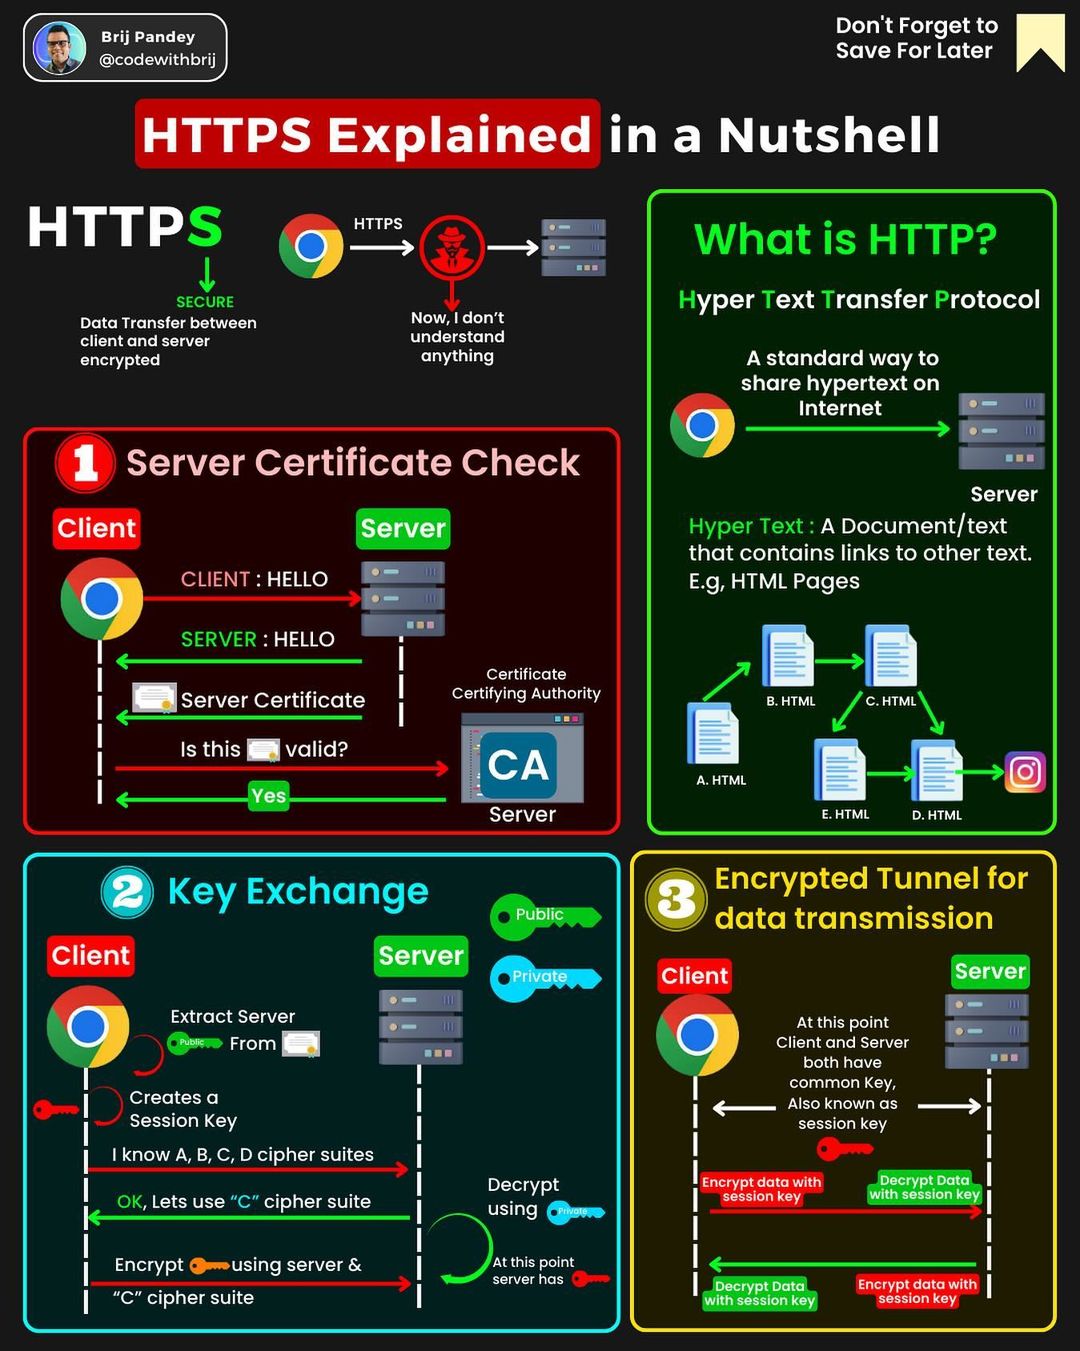 Brij Pandey
@codewithbrij
Don't Forget to
Save For Later
HTTPS Explained in a Nutshell
HTTPS
SECURE
Data Transfer between
client and server
encrypted
HTTPS
Now, I don't
understand
anything
What is HTTP?
Hyper Text Transfer Protocol
A standard way to
share hypertext on
Internet
Server
Hyper Text : A Document/text
that contains links to other text.
E.g, HTML Pages
A. HTML
B. HTML
C. HTML
E. HTML
D. HTML
1 Server Certificate Check
Client
Server
CLIENT : HELLO
SERVER : HELLO
Server Certificate
Certificate
Certifying Authority
Is this valid?
CA
Yes
Server
2 Key Exchange
Public
Private
Client
Server
Extract Server
Public From
Creates a
Session Key
I know A, B, C, D cipher suites
OK, Lets use “C” cipher suite
Decrypt
using Private
At this point
server has
Encrypt using server &
“C” cipher suite
3 Encrypted Tunnel for
data transmission
Client
Server
At this point
Client and Server
both have
common Key,
Also known as
session key
Encrypt data with
session key
Decrypt Data
with session key
Decrypt Data
with session key
Encrypt data with
session key